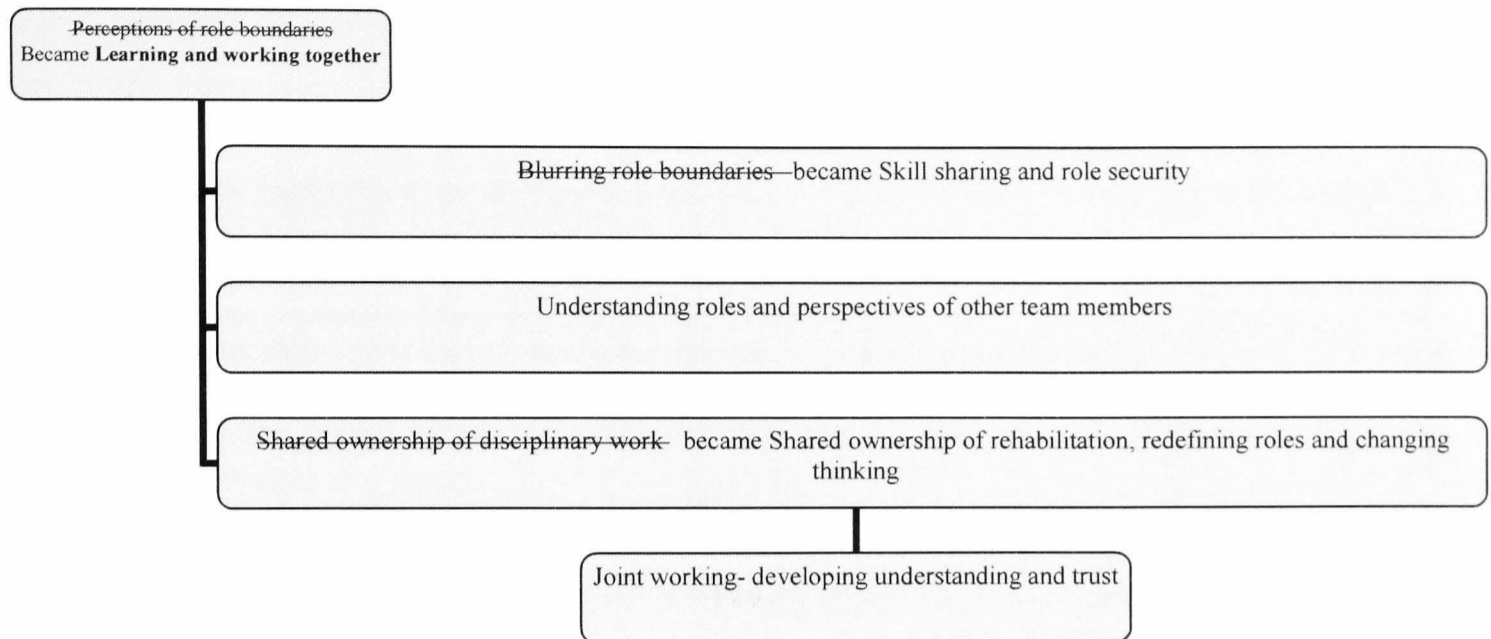 Perceptions of role boundaries
Became Learning and working together
Blurring role boundaries became Skill sharing and role security
Understanding roles and perspectives of other team members
Shared ownership of disciplinary work became Shared ownership of rehabilitation, redefining roles and changing
thinking
Joint working- developing understanding and trust